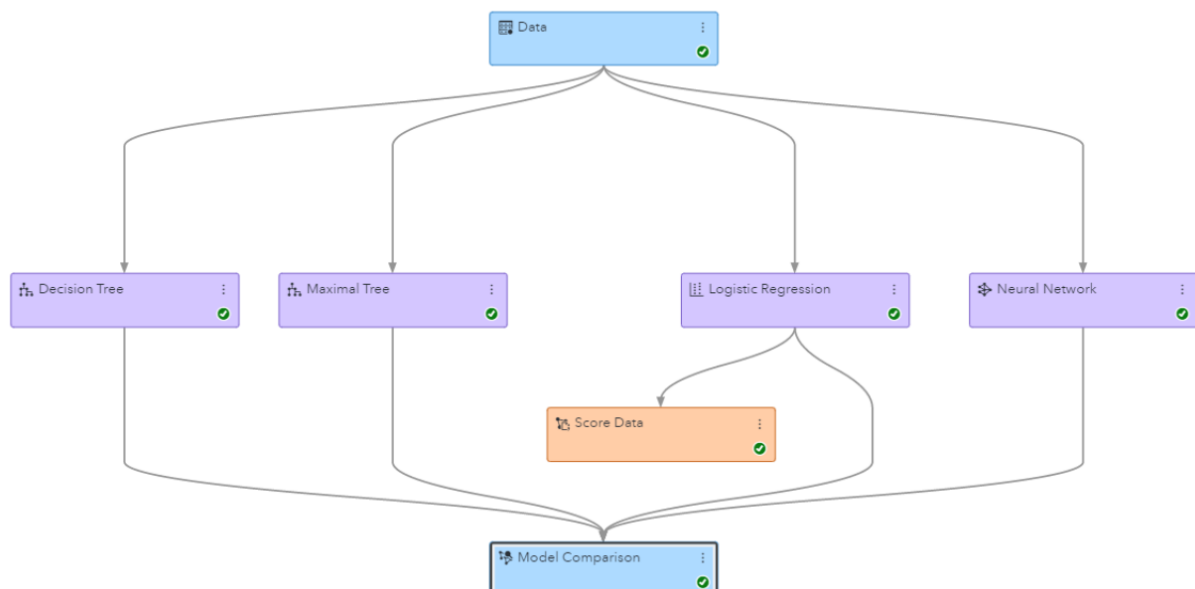 Data
Decision Tree
Maximal Tree
Logistic Regression
Neural Network
Score Data
Model Comparison